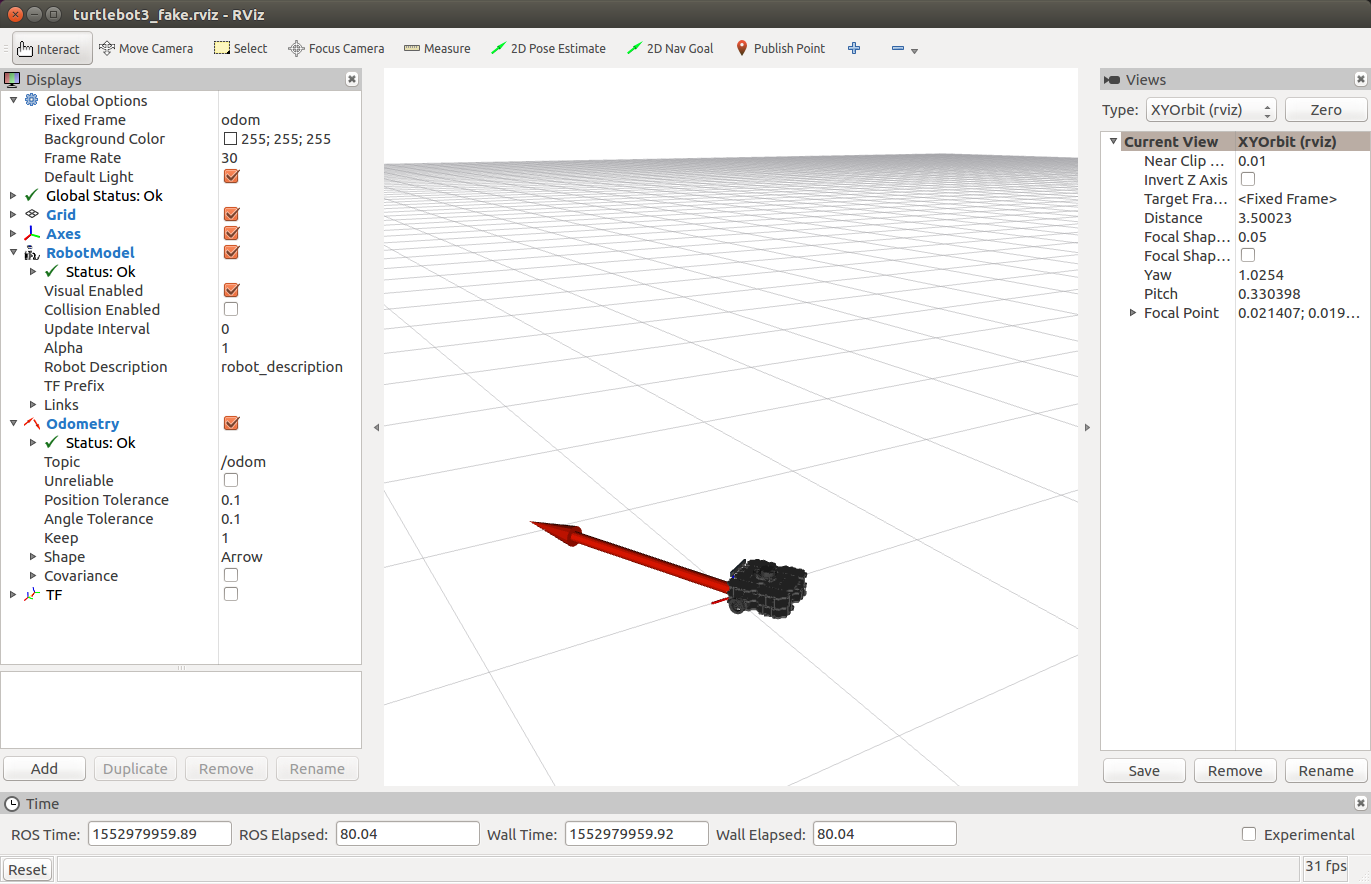 turtlebot3_fake.rviz - RViz
Interact Move Camera Select Focus Camera Measure 2D Pose Estimate 2D Nav Goal Publish Point
Displays
Global Options
Fixed Frame odom
Background Color 255; 255; 255
Frame Rate 30
Default Light
Global Status: Ok
Grid
Axes
RobotModel
Status: Ok
Visual Enabled
Collision Enabled
Update Interval 0
Alpha 1
Robot Description robot_description
TF Prefix
Links
Odometry
Status: Ok
Topic /odom
Unreliable
Position Tolerance 0.1
Angle Tolerance 0.1
Keep 1
Shape Arrow
Covariance
TF
Add Duplicate Remove Rename
Views
Type: XYOrbit (rviz) Zero
Current View XYOrbit (rviz)
Near Clip ... 0.01
Invert Z Axis
Target Fra... <Fixed Frame>
Distance 3.50023
Focal Shap... 0.05
Focal Shap...
Yaw 1.0254
Pitch 0.330398
Focal Point 0.021407; 0.019...
Save Remove Rename
Time
ROS Time: 1552979959.89 ROS Elapsed: 80.04 Wall Time: 1552979959.92 Wall Elapsed: 80.04 Experimental
Reset 31 fps